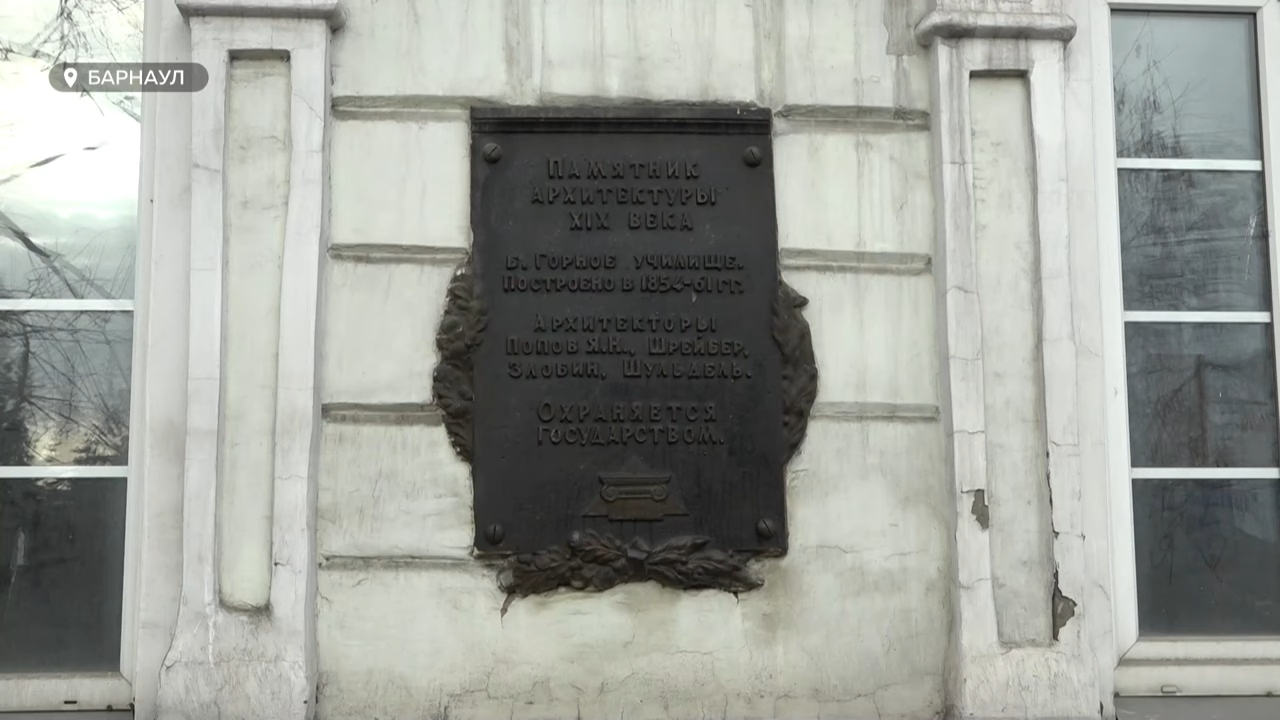 БАРНАУЛ
ПАМЯТНИК
АРХИТЕКТУРЫ
XIX ВЕКА
Б. ГОРНОЕ УЧИЛИЩЕ.
ПОСТРОЕНО В 1854-61 ГГ.
АРХИТЕКТОРЫ
ПОПОВ Я.Н., ШРЕЙБЕР,
ЗЛОБИН, ШУЛЬДЕЛЬ.
ОХРАНЯЕТСЯ
ГОСУДАРСТВОМ.